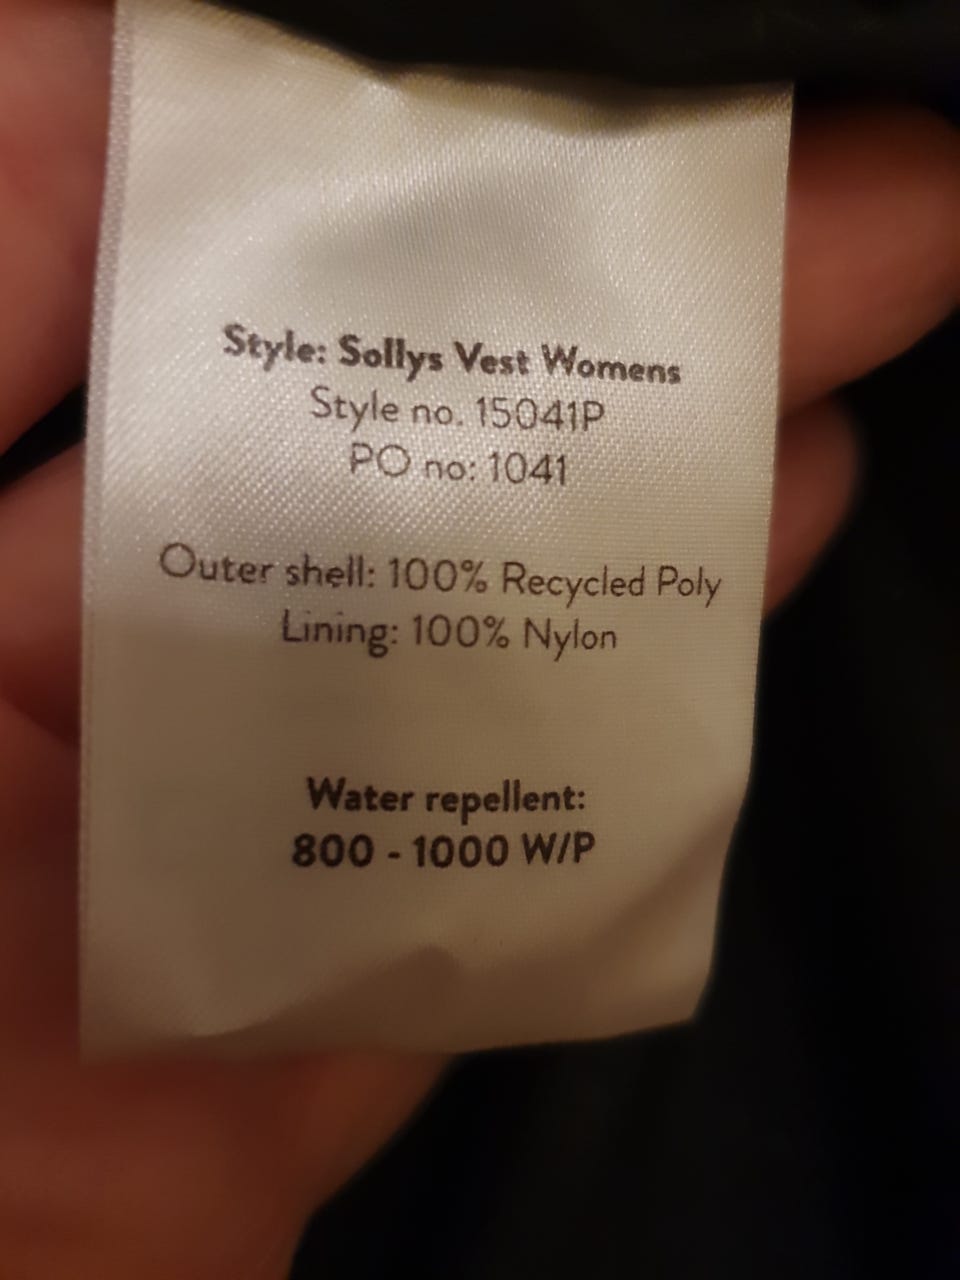 Style: Sollys Vest Womens
Style no. 15041P
PO no: 1041
Outer shell: 100% Recycled Poly
Lining: 100% Nylon
Water repellent:
800 - 1000 W/P